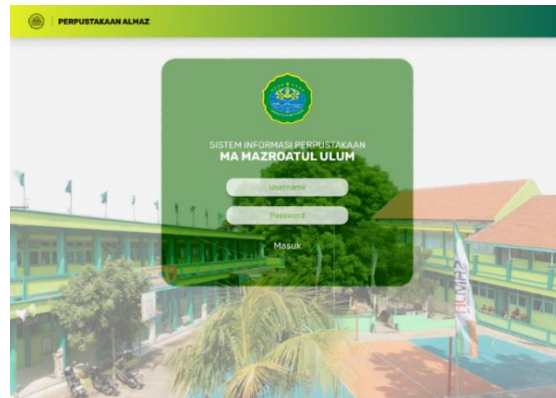 PERPUSTAKAAN ALMAZ
SISTEM INFORMASI PERPUSTAKAAN
MA MAZROATUL ULUM
Username
Password
Masuk